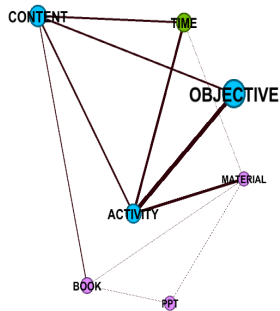 CONTENT
TIME
OBJECTIVE
MATERIAL
ACTIVITY
BOOK
PPT